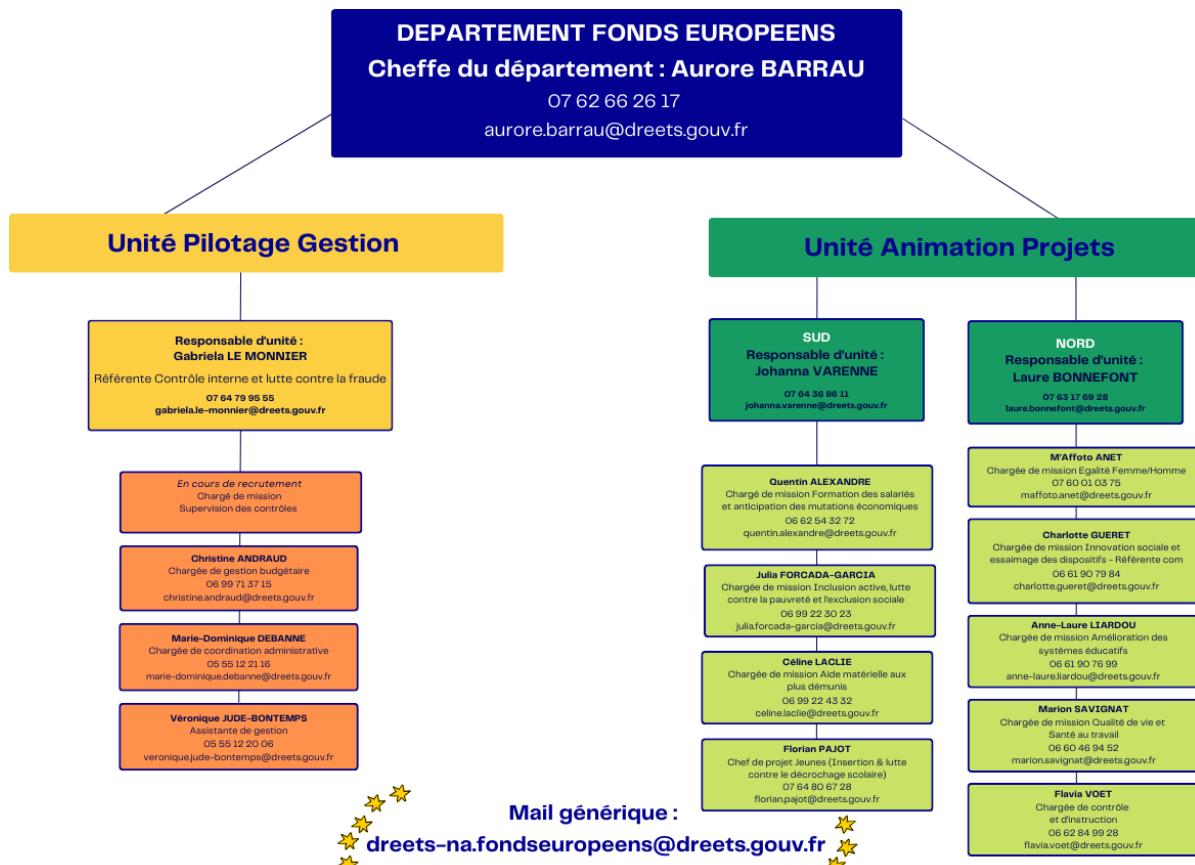 DEPARTEMENT FONDS EUROPEENS
Cheffe du département : Aurore BARRAU
07 62 66 26 17
aurore.barrau@dreets.gouv.fr
Unité Pilotage Gestion
Responsable d'unité :
Gabriela LE MONNIER
Référente Contrôle interne et lutte contre la fraude
07 64 79 95 55
gabriela.le-monnier@dreets.gouv.fr
En cours de recrutement
Chargé de mission
Supervision des contrôles
Christine ANDRAUD
Chargée de gestion budgétaire
06 99 71 37 15
christine.andraud@dreets.gouv.fr
Marie-Dominique DEBANNE
Chargée de coordination administrative
05 55 12 21 16
marie-dominique.debanne@dreets.gouv.fr
Véronique JUDE-BONTEMPS
Assistante de gestion
05 55 12 20 06
veronique.jude-bontemps@dreets.gouv.fr
Unité Animation Projets
SUD
Responsable d'unité :
Johanna VARENNE
07 64 36 86 11
johanna.varenne@dreets.gouv.fr
Quentin ALEXANDRE
Chargé de mission Formation des salariés
et anticipation des mutations économiques
06 62 54 32 72
quentin.alexandre@dreets.gouv.fr
Julia FORCADA-GARCIA
Chargée de mission Inclusion active, lutte
contre la pauvreté et l'exclusion sociale
06 99 22 30 23
julia.forcada-garcia@dreets.gouv.fr
Céline LACLIE
Chargée de mission Aide matérielle aux
plus démunis
06 99 22 43 32
celine.laclie@dreets.gouv.fr
Florian PAJOT
Chef de projet Jeunes (Insertion & lutte
contre le décrochage scolaire)
07 64 80 67 28
florian.pajot@dreets.gouv.fr
NORD
Responsable d'unité :
Laure BONNEFONT
07 63 17 69 28
laure.bonnefont@dreets.gouv.fr
M'Affoto ANET
Chargée de mission Egalité Femme/Homme
07 60 01 03 75
maffoto.anet@dreets.gouv.fr
Charlotte GUERET
Chargée de mission Innovation sociale et
essaimage des dispositifs - Référente com
06 61 90 79 84
charlotte.gueret@dreets.gouv.fr
Anne-Laure LIARDOU
Chargée de mission Amélioration des
systèmes éducatifs
06 61 90 76 99
anne-laure.liardou@dreets.gouv.fr
Marion SAVIGNAT
Chargée de mission Qualité de vie et
Santé au travail
06 60 46 94 52
marion.savignat@dreets.gouv.fr
Flavia VOET
Chargée de contrôle
et d'instruction
06 62 84 99 28
flavia.voet@dreets.gouv.fr
Mail générique :
dreets-na.fondseuropeens@dreets.gouv.fr